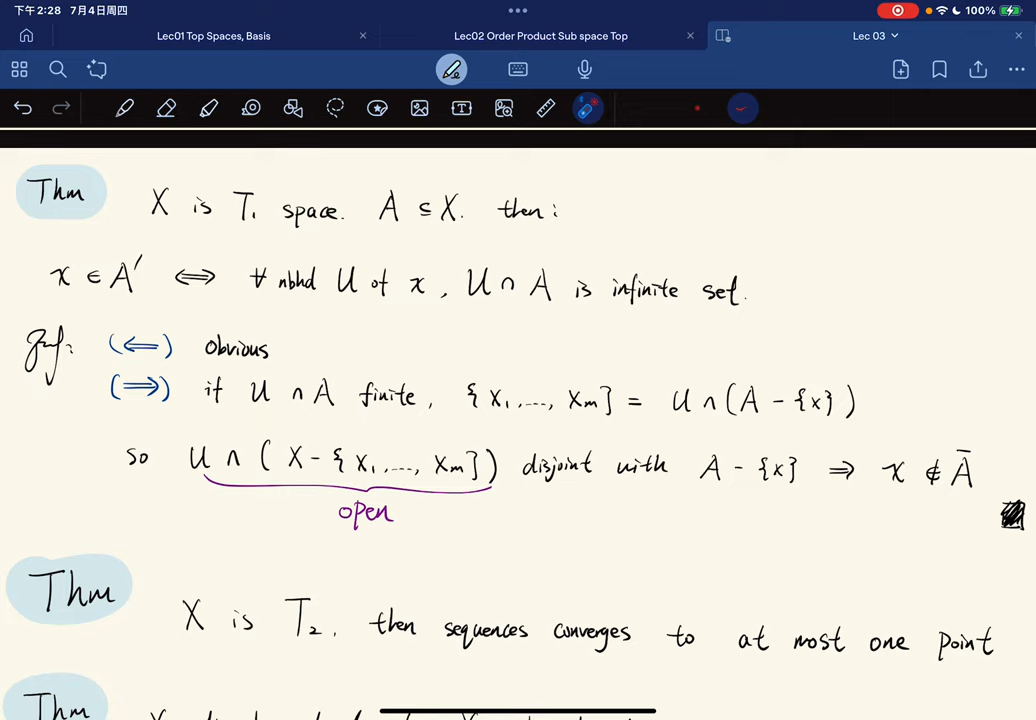 下午2:28 7月4日周四
100%
Lec01 Top Spaces, Basis
Lec02 Order Product Sub space Top
Lec 03
Thm X is T₁ space. A ⊆ X. then:
x ∈ A′ ⟺ ∀ nbhd U of x, U ∩ A is infinite set.
Prf: (⟸) Obvious
(⟹) if U ∩ A finite, {x₁,..., xₘ} = U ∩ (A - {x})
so U ∩ (X - {x₁,..., xₘ}) disjoint with A - {x} ⟹ x ∉ Ā
open
Thm X is T₂, then sequences converges to at most one point
Thm